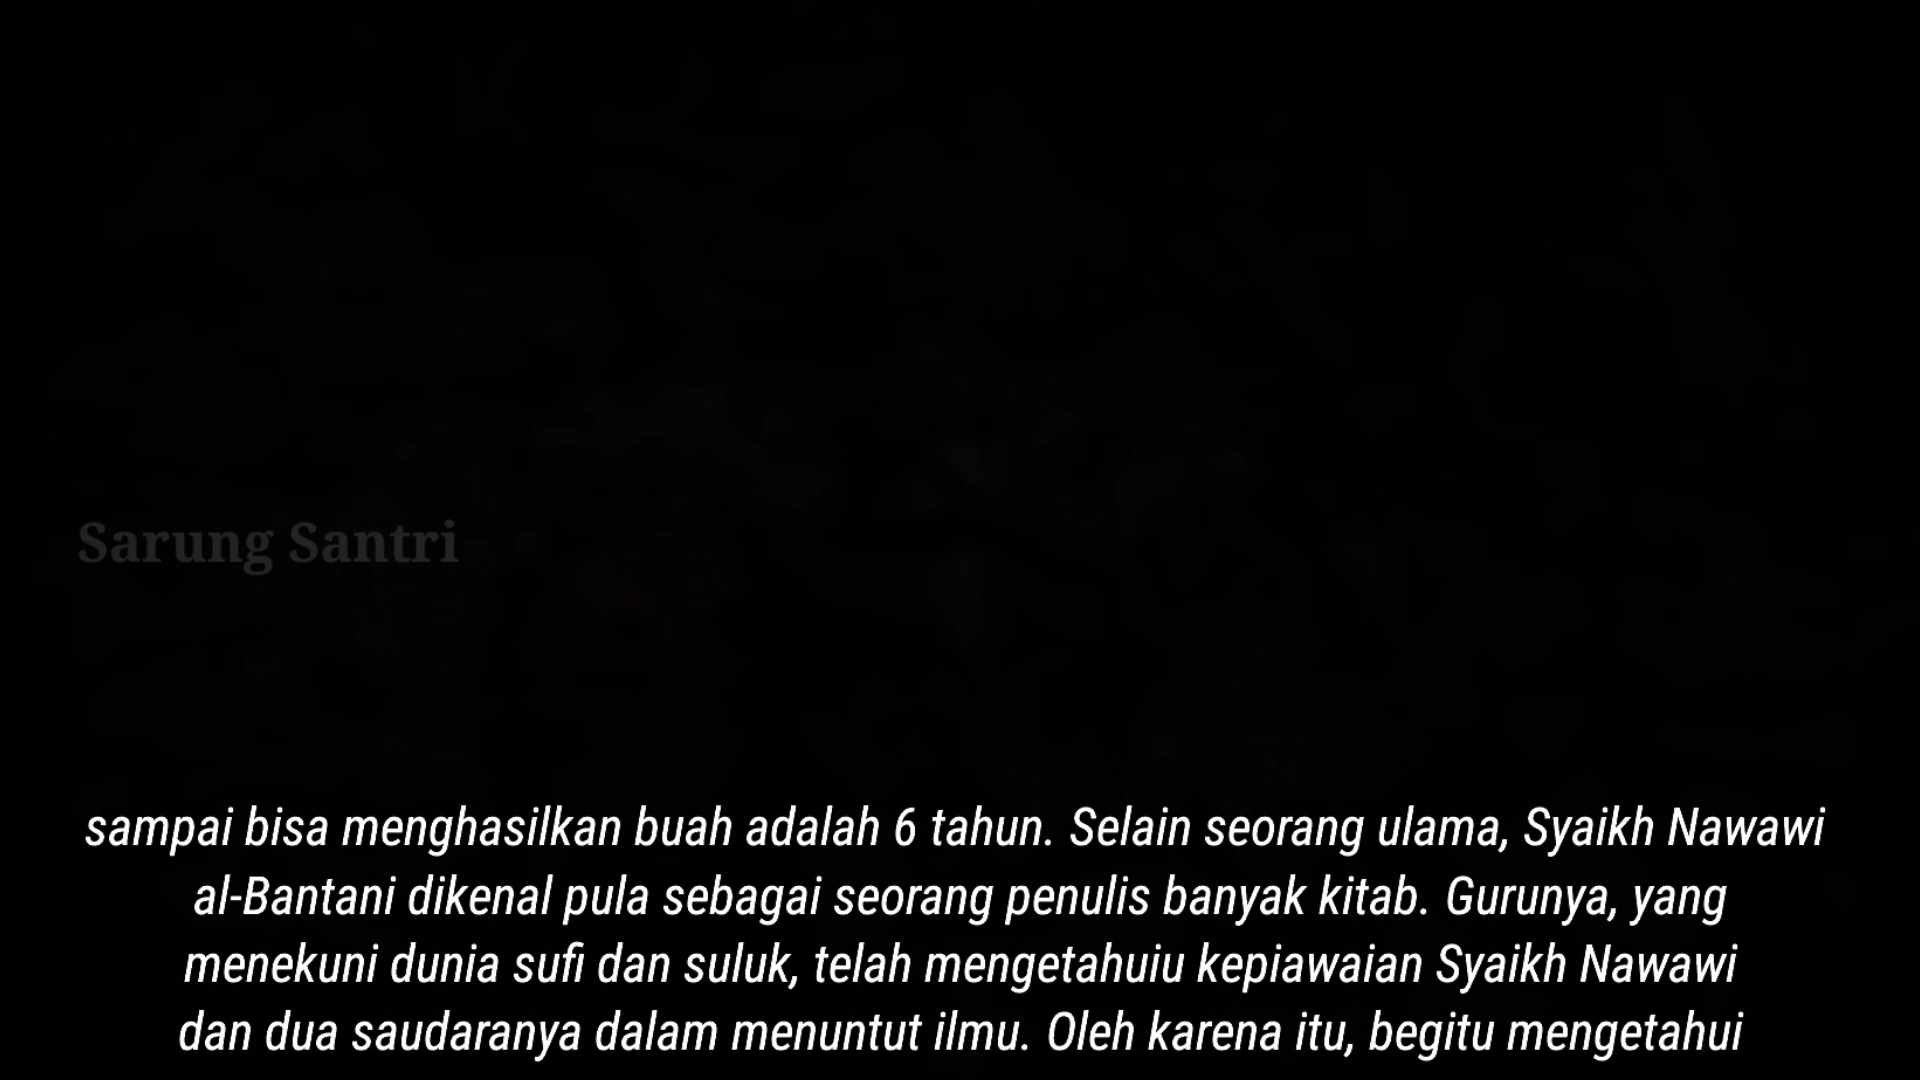 Sarung Santri
sampai bisa menghasilkan buah adalah 6 tahun. Selain seorang ulama, Syaikh Nawawi
al-Bantani dikenal pula sebagai seorang penulis banyak kitab. Gurunya, yang
menekuni dunia sufi dan suluk, telah mengetahuiu kepiawaian Syaikh Nawawi
dan dua saudaranya dalam menuntut ilmu. Oleh karena itu, begitu mengetahui